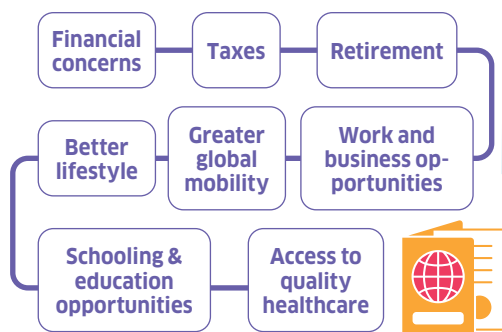 Financial
concerns
Taxes
Retirement
Better
lifestyle
Greater
global
mobility
Work and
business op-
portunities
Schooling &
education
opportunities
Access to
quality
healthcare